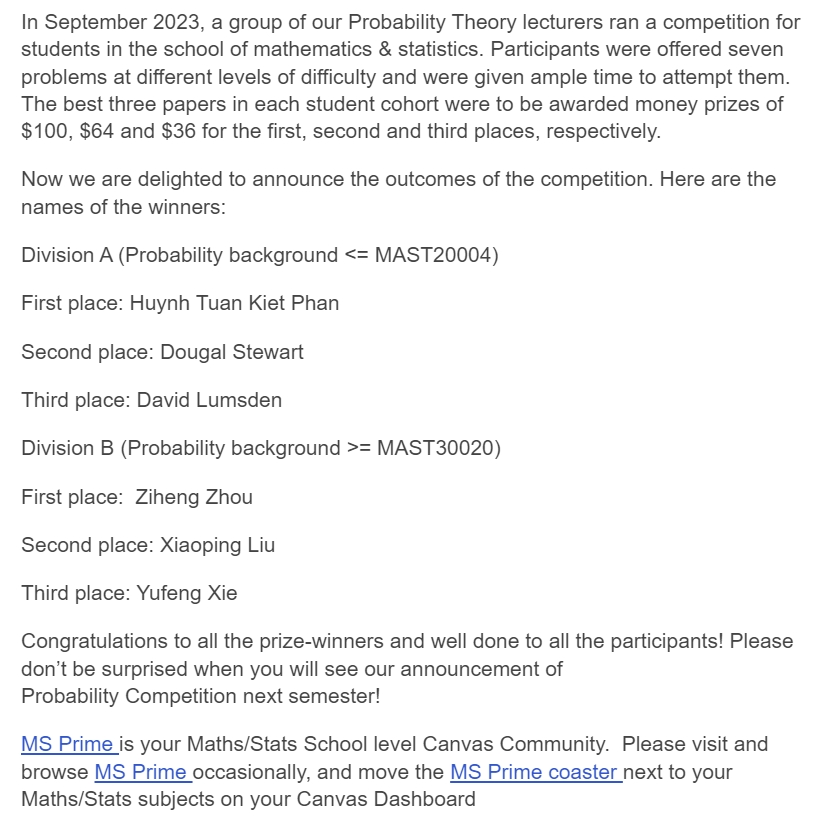 In September 2023, a group of our Probability Theory lecturers ran a competition for
students in the school of mathematics & statistics. Participants were offered seven
problems at different levels of difficulty and were given ample time to attempt them.
The best three papers in each student cohort were to be awarded money prizes of
$100, $64 and $36 for the first, second and third places, respectively.
Now we are delighted to announce the outcomes of the competition. Here are the
names of the winners:
Division A (Probability background <= MAST20004)
First place: Huynh Tuan Kiet Phan
Second place: Dougal Stewart
Third place: David Lumsden
Division B (Probability background >= MAST30020)
First place:  Ziheng Zhou
Second place: Xiaoping Liu
Third place: Yufeng Xie
Congratulations to all the prize-winners and well done to all the participants! Please
don’t be surprised when you will see our announcement of
Probability Competition next semester!
MS Prime is your Maths/Stats School level Canvas Community.  Please visit and
browse MS Prime occasionally, and move the MS Prime coaster next to your
Maths/Stats subjects on your Canvas Dashboard